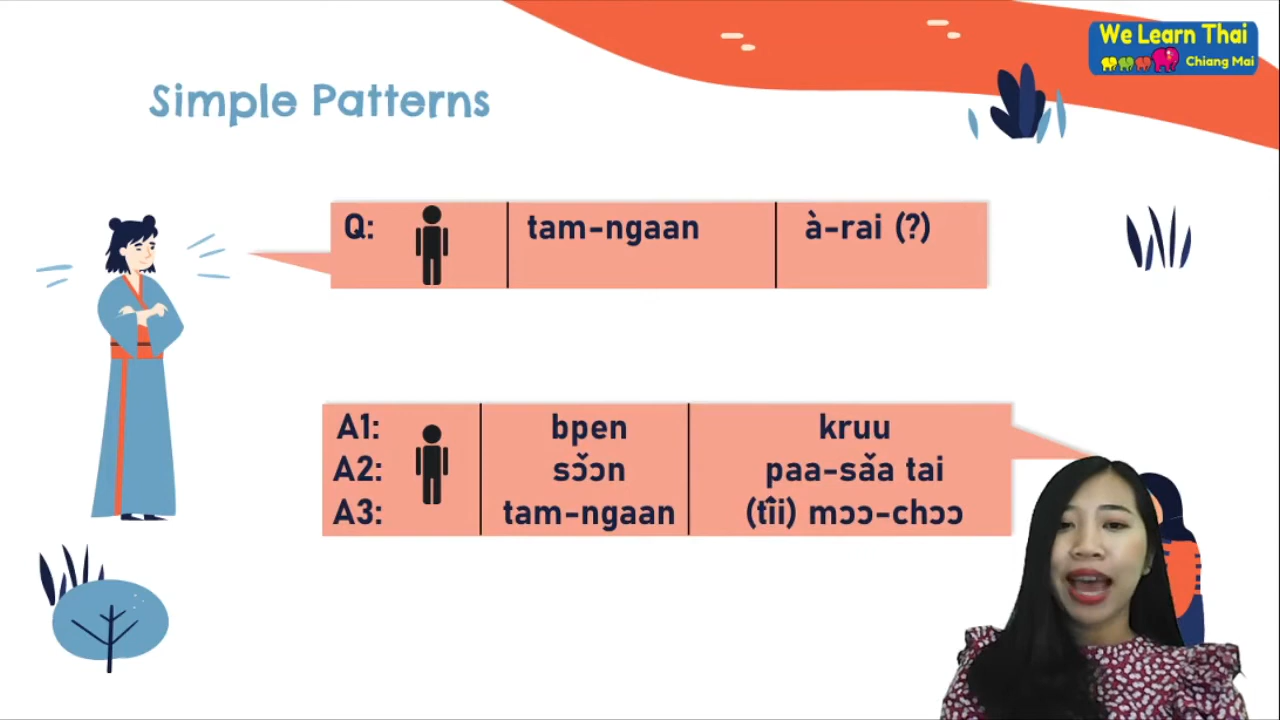 We Learn Thai
Chiang Mai
Simple Patterns
Q: tam-ngaan à-rai (?)
A1: bpen kruu
A2: sɔ̌ɔn paa-sǎa tai
A3: tam-ngaan (tîi) mɔɔ-chɔɔ